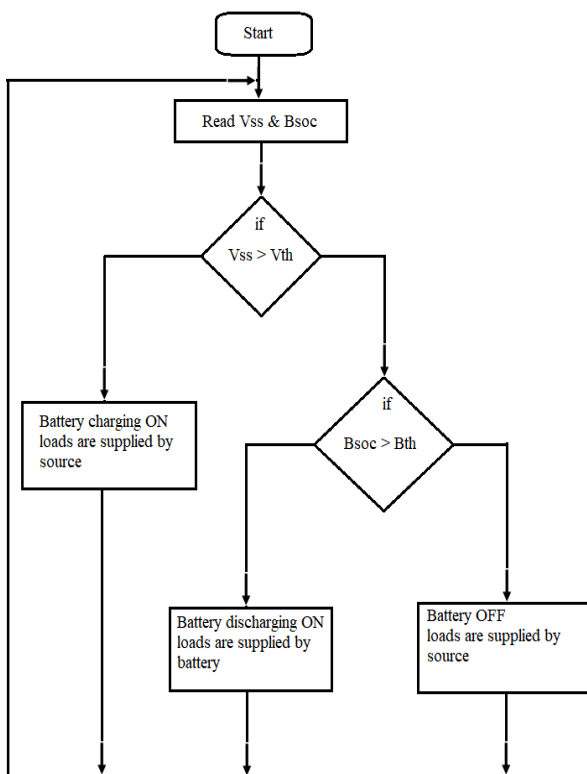 Start
Read Vss & Bsoc
if
Vss > Vth
if
Bsoc > Bth
Battery charging ON
loads are supplied by
source
Battery discharging ON
loads are supplied by
battery
Battery OFF
loads are supplied by
source